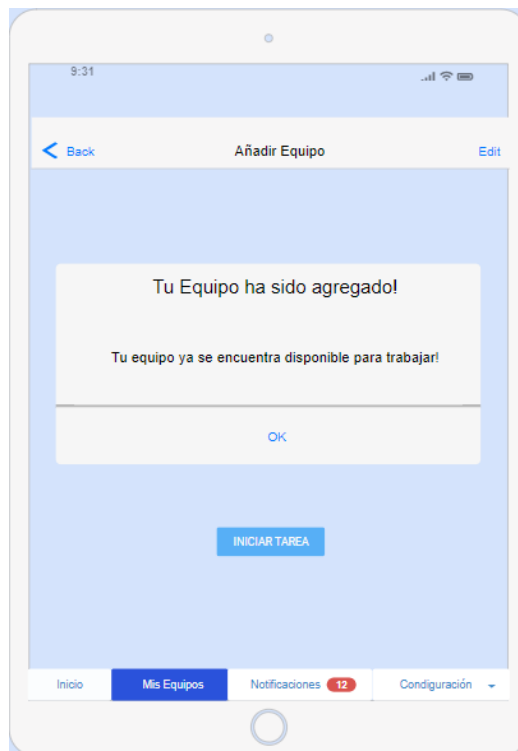 9:31
Back Añadir Equipo Edit
Tu Equipo ha sido agregado!
Tu equipo ya se encuentra disponible para trabajar!
OK
INICIAR TAREA
Inicio Mis Equipos Notificaciones 12 Condiguración